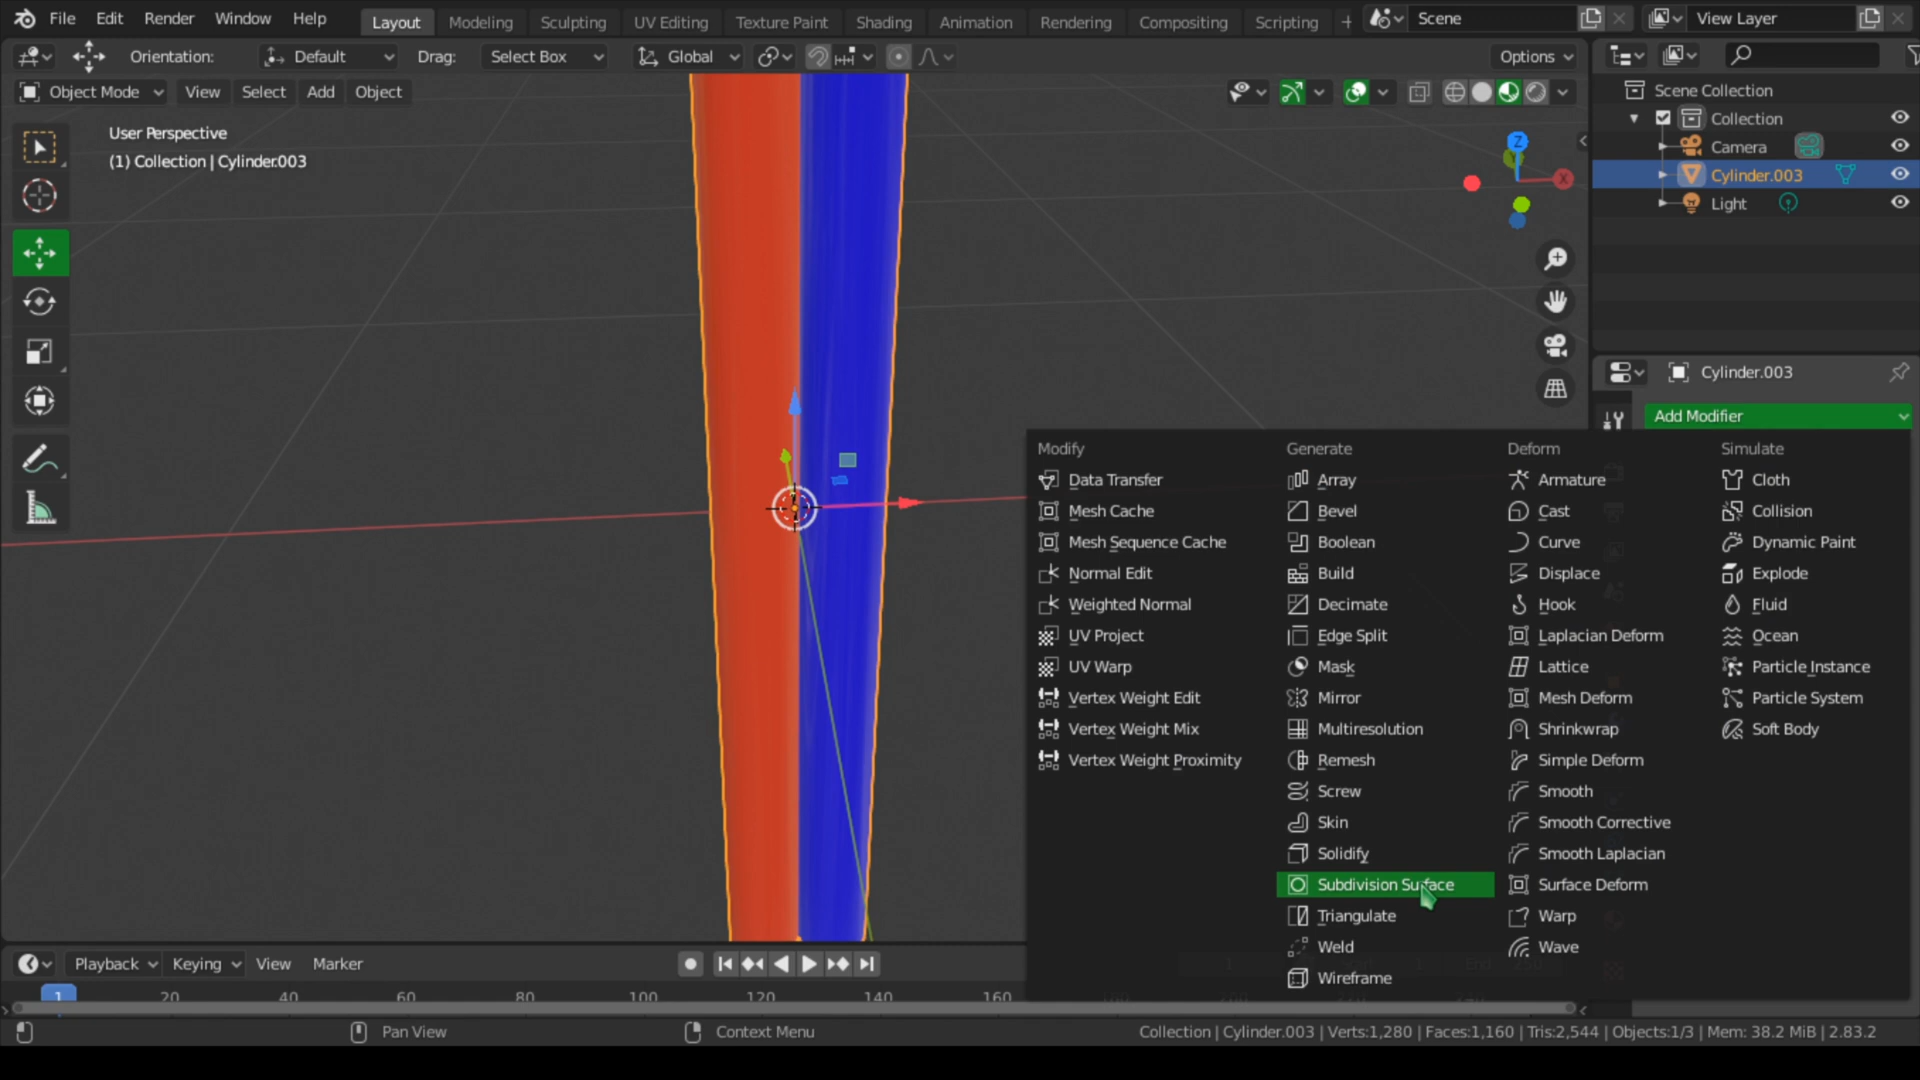 File Edit Render Window Help Layout Modeling Sculpting UV Editing Texture Paint Shading Animation Rendering Compositing Scripting + Scene View Layer
Orientation: Default Drag: Select Box Global Options
Object Mode View Select Add Object
User Perspective
(1) Collection | Cylinder.003
Z
X
Scene Collection
Collection
Camera
Cylinder.003
Light
Cylinder.003
Add Modifier
Modify
Data Transfer
Mesh Cache
Mesh Sequence Cache
Normal Edit
Weighted Normal
UV Project
UV Warp
Vertex Weight Edit
Vertex Weight Mix
Vertex Weight Proximity
Generate
Array
Bevel
Boolean
Build
Decimate
Edge Split
Mask
Mirror
Multiresolution
Remesh
Screw
Skin
Solidify
Subdivision Surface
Triangulate
Weld
Wireframe
Deform
Armature
Cast
Curve
Displace
Hook
Laplacian Deform
Lattice
Mesh Deform
Shrinkwrap
Simple Deform
Smooth
Smooth Corrective
Smooth Laplacian
Surface Deform
Warp
Wave
Simulate
Cloth
Collision
Dynamic Paint
Explode
Fluid
Ocean
Particle Instance
Particle System
Soft Body
Playback Keying View Marker
1 20 40 60 80 100 120 140 160
Pan View Context Menu Collection | Cylinder.003 | Verts:1,280 | Faces:1,160 | Tris:2,544 | Objects:1/3 | Mem: 38.2 MiB | 2.83.2